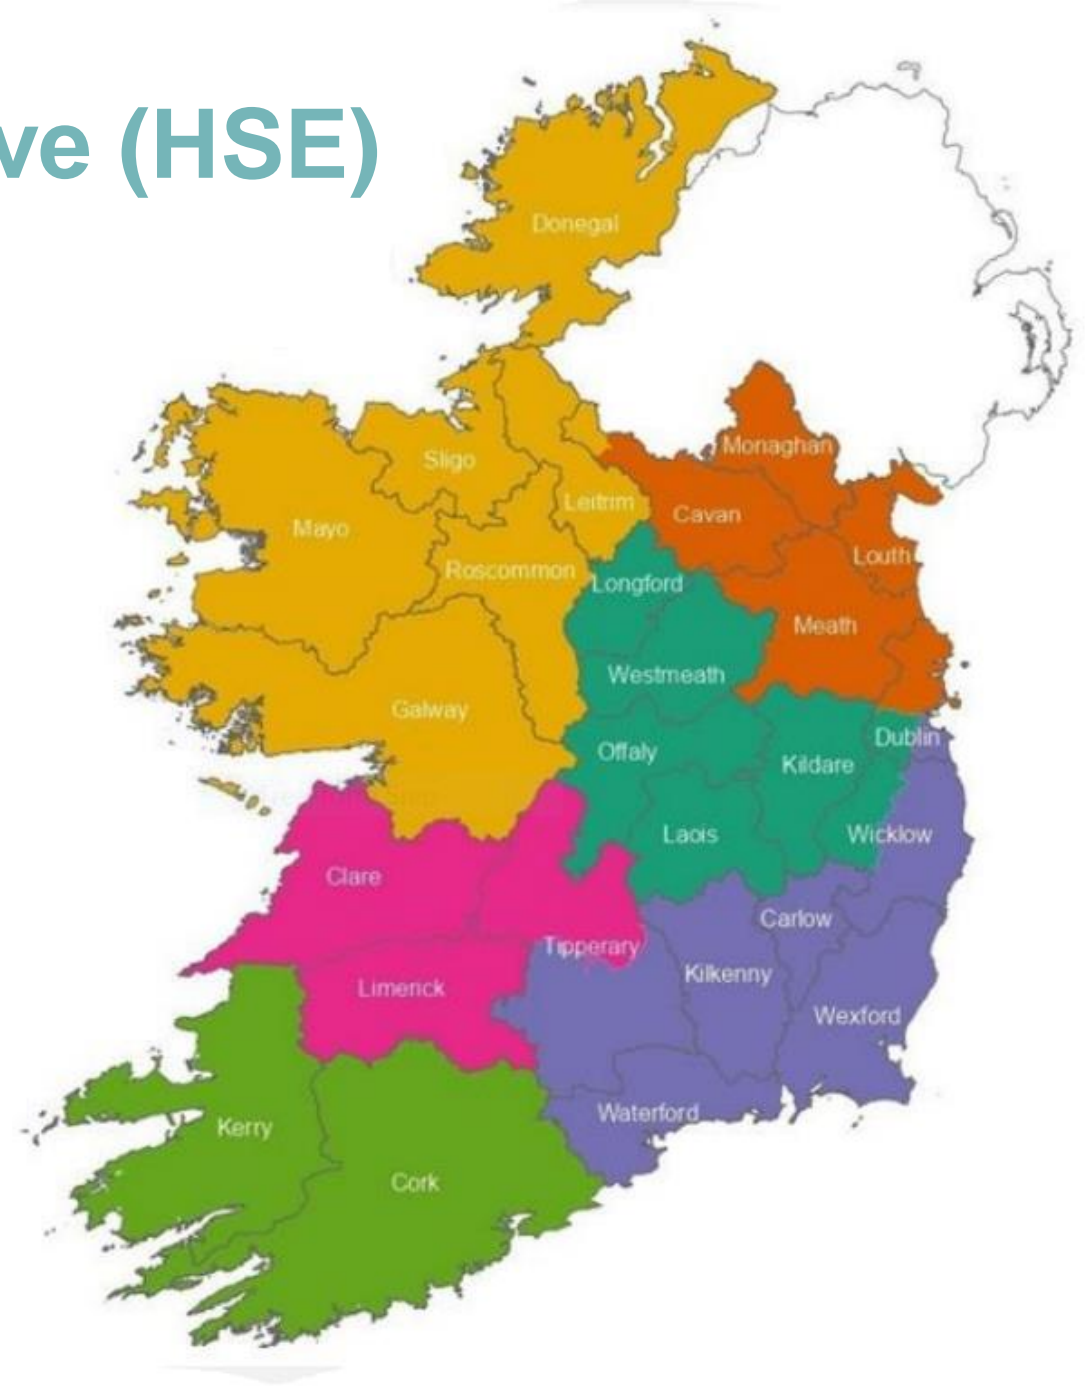 ve (HSE)
Donegal
Monaghan
Sligo
Leitrim
Cavan
Mayo
Louth
Roscommon
Longford
Meath
Westmeath
Galway
Dublin
Offaly
Kildare
Laois
Wicklow
Clare
Carlow
Tipperary
Kilkenny
Limerick
Wexford
Waterford
Kerry
Cork